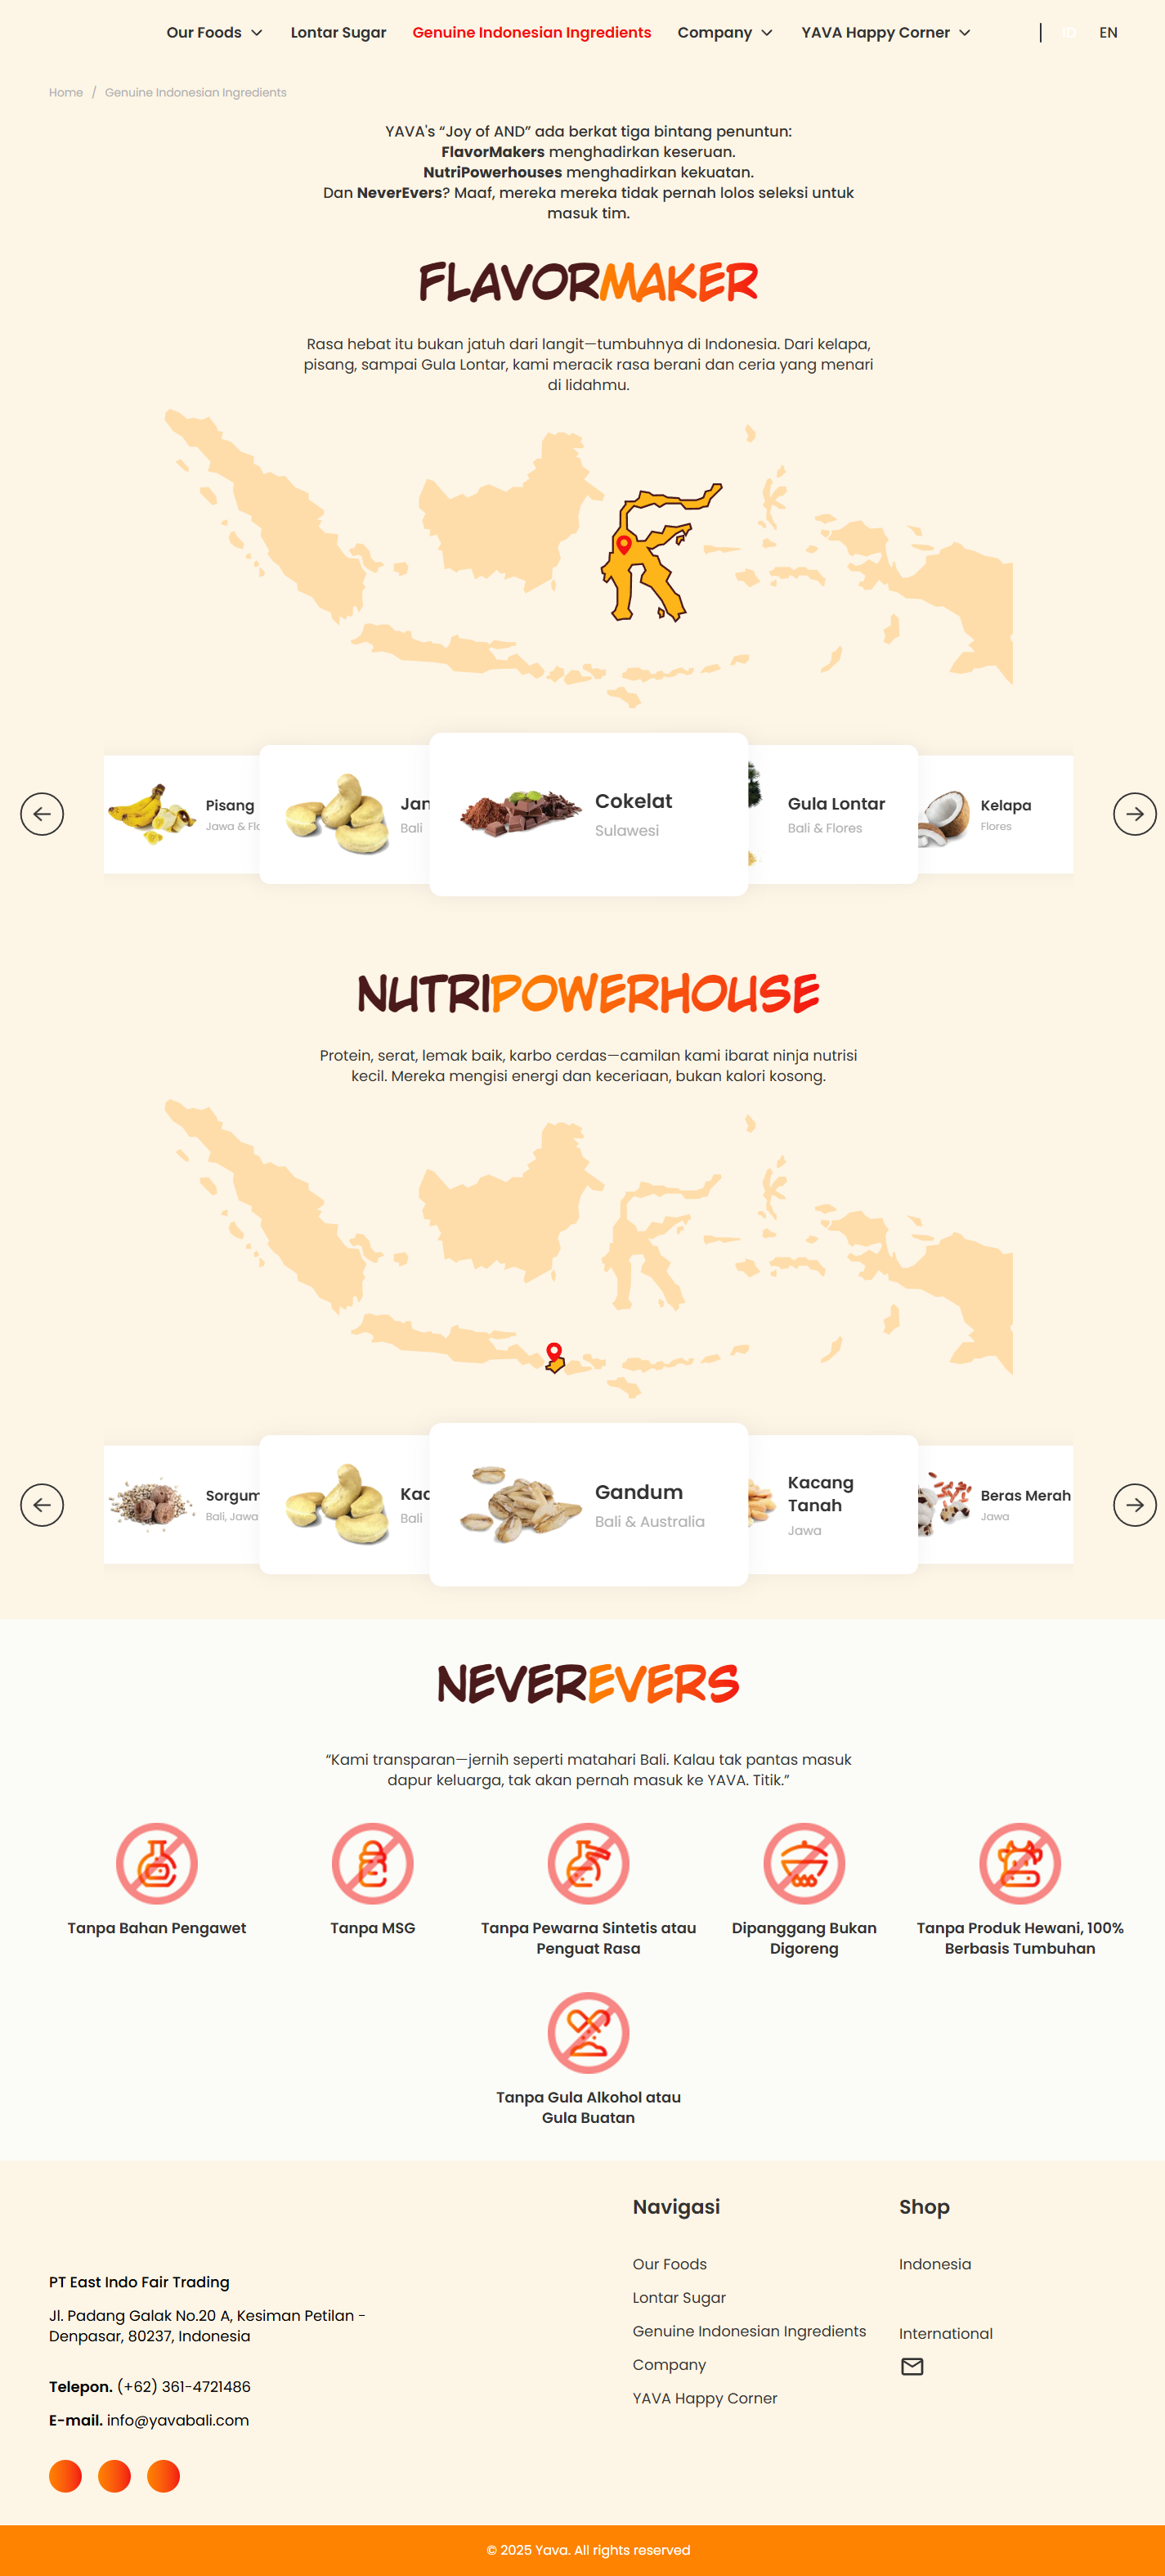 Our Foods
Lontar Sugar
Genuine Indonesian Ingredients
Company
YAVA Happy Corner
ID
EN
Home / Genuine Indonesian Ingredients
YAVA's “Joy of AND” ada berkat tiga bintang penuntun:
FlavorMakers menghadirkan keseruan.
NutriPowerhouses menghadirkan kekuatan.
Dan NeverEvers? Maaf, mereka mereka tidak pernah lolos seleksi untuk
masuk tim.
FLAVORMAKER
Rasa hebat itu bukan jatuh dari langit—tumbuhnya di Indonesia. Dari kelapa,
pisang, sampai Gula Lontar, kami meracik rasa berani dan ceria yang menari
di lidahmu.
Pisang
Jawa &
Bali
Cokelat
Sulawesi
Gula Lontar
Bali & Flores
Kelapa
Flores
NUTRIPOWERHOUSE
Protein, serat, lemak baik, karbo cerdas—camilan kami ibarat ninja nutrisi
kecil. Mereka mengisi energi dan keceriaan, bukan kalori kosong.
Sorgum
Bali, Jawa
Bali
Gandum
Bali & Australia
Kacang
Tanah
Jawa
Beras Merah
Jawa
NEVEREVERS
“Kami transparan—jernih seperti matahari Bali. Kalau tak pantas masuk
dapur keluarga, tak akan pernah masuk ke YAVA. Titik.”
Tanpa Bahan Pengawet
Tanpa MSG
Tanpa Pewarna Sintetis atau
Penguat Rasa
Dipanggang Bukan
Digoreng
Tanpa Produk Hewani, 100%
Berbasis Tumbuhan
Tanpa Gula Alkohol atau
Gula Buatan
PT East Indo Fair Trading
Jl. Padang Galak No.20 A, Kesiman Petilan -
Denpasar, 80237, Indonesia
Telepon. (+62) 361-4721486
E-mail. info@yavabali.com
Navigasi
Our Foods
Lontar Sugar
Genuine Indonesian Ingredients
Company
YAVA Happy Corner
Shop
Indonesia
International
© 2025 Yava. All rights reserved